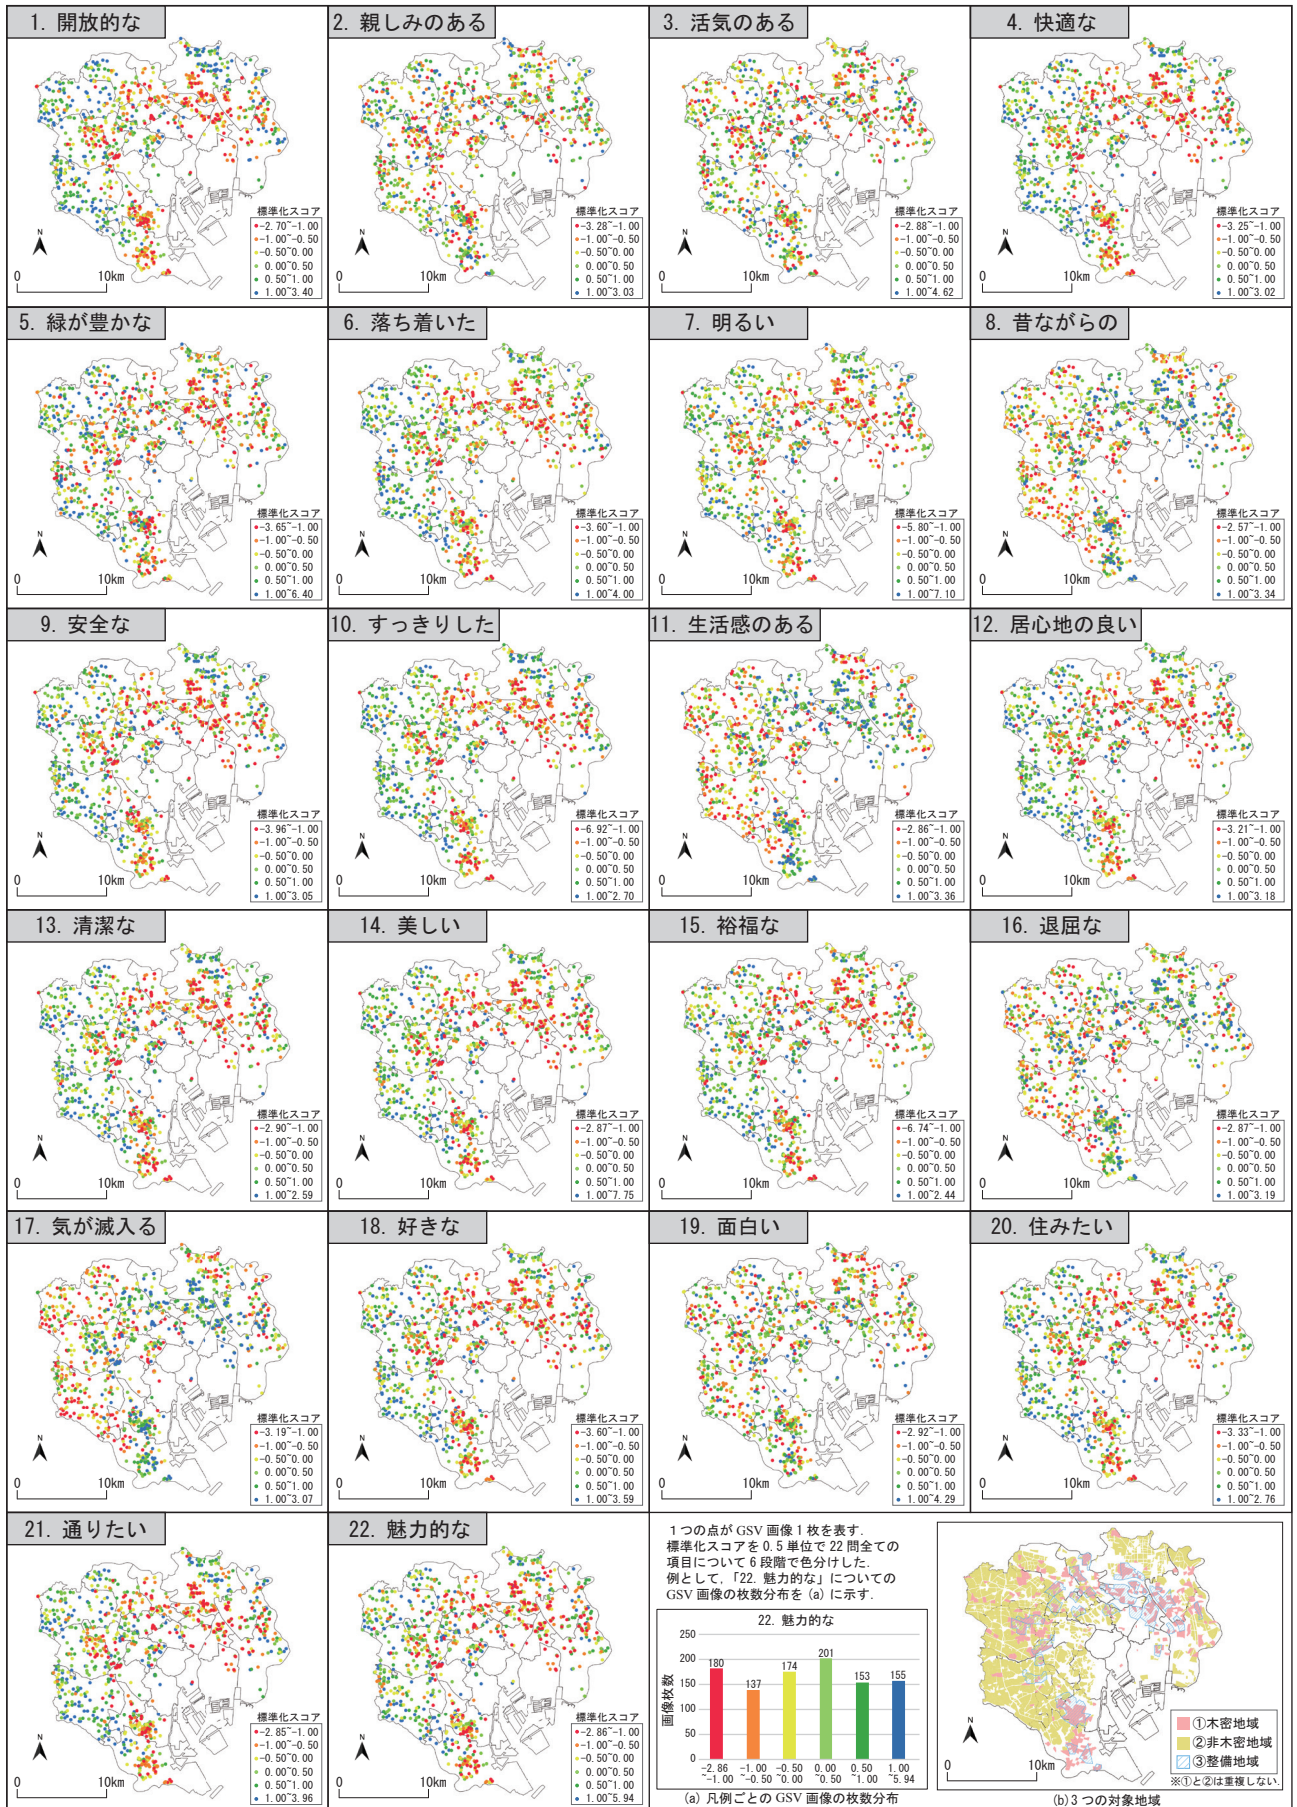 1. 開放的な
N
0 10km
標準化スコア
-2.70~-1.00
-1.00~-0.50
-0.50~0.00
0.00~0.50
0.50~1.00
1.00~3.40
2. 親しみのある
N
0 10km
標準化スコア
-3.28~-1.00
-1.00~-0.50
-0.50~0.00
0.00~0.50
0.50~1.00
1.00~3.03
3. 活気のある
N
0 10km
標準化スコア
-2.88~-1.00
-1.00~-0.50
-0.50~0.00
0.00~0.50
0.50~1.00
1.00~4.62
4. 快適な
N
0 10km
標準化スコア
-3.25~-1.00
-1.00~-0.50
-0.50~0.00
0.00~0.50
0.50~1.00
1.00~3.02
5. 緑が豊かな
N
0 10km
標準化スコア
-3.65~-1.00
-1.00~-0.50
-0.50~0.00
0.00~0.50
0.50~1.00
1.00~6.40
6. 落ち着いた
N
0 10km
標準化スコア
-3.60~-1.00
-1.00~-0.50
-0.50~0.00
0.00~0.50
0.50~1.00
1.00~4.00
7. 明るい
N
0 10km
標準化スコア
-5.80~-1.00
-1.00~-0.50
-0.50~0.00
0.00~0.50
0.50~1.00
1.00~7.10
8. 昔ながらの
N
0 10km
標準化スコア
-2.57~-1.00
-1.00~-0.50
-0.50~0.00
0.00~0.50
0.50~1.00
1.00~3.34
9. 安全な
N
0 10km
標準化スコア
-3.96~-1.00
-1.00~-0.50
-0.50~0.00
0.00~0.50
0.50~1.00
1.00~3.05
10. すっきりした
N
0 10km
標準化スコア
-6.92~-1.00
-1.00~-0.50
-0.50~0.00
0.00~0.50
0.50~1.00
1.00~2.70
11. 生活感のある
N
0 10km
標準化スコア
-2.86~-1.00
-1.00~-0.50
-0.50~0.00
0.00~0.50
0.50~1.00
1.00~3.36
12. 居心地の良い
N
0 10km
標準化スコア
-3.21~-1.00
-1.00~-0.50
-0.50~0.00
0.00~0.50
0.50~1.00
1.00~3.18
13. 清潔な
N
0 10km
標準化スコア
-2.90~-1.00
-1.00~-0.50
-0.50~0.00
0.00~0.50
0.50~1.00
1.00~2.59
14. 美しい
N
0 10km
標準化スコア
-2.87~-1.00
-1.00~-0.50
-0.50~0.00
0.00~0.50
0.50~1.00
1.00~7.75
15. 裕福な
N
0 10km
標準化スコア
-6.74~-1.00
-1.00~-0.50
-0.50~0.00
0.00~0.50
0.50~1.00
1.00~2.44
16. 退屈な
N
0 10km
標準化スコア
-2.87~-1.00
-1.00~-0.50
-0.50~0.00
0.00~0.50
0.50~1.00
1.00~3.19
17. 気が滅入る
N
0 10km
標準化スコア
-3.19~-1.00
-1.00~-0.50
-0.50~0.00
0.00~0.50
0.50~1.00
1.00~3.07
18. 好きな
N
0 10km
標準化スコア
-3.60~-1.00
-1.00~-0.50
-0.50~0.00
0.00~0.50
0.50~1.00
1.00~3.59
19. 面白い
N
0 10km
標準化スコア
-2.92~-1.00
-1.00~-0.50
-0.50~0.00
0.00~0.50
0.50~1.00
1.00~4.29
20. 住みたい
N
0 10km
標準化スコア
-3.33~-1.00
-1.00~-0.50
-0.50~0.00
0.00~0.50
0.50~1.00
1.00~2.76
21. 通りたい
N
0 10km
標準化スコア
-2.85~-1.00
-1.00~-0.50
-0.50~0.00
0.00~0.50
0.50~1.00
1.00~3.96
22. 魅力的な
N
0 10km
標準化スコア
-2.86~-1.00
-1.00~-0.50
-0.50~0.00
0.00~0.50
0.50~1.00
1.00~5.94
1つの点が GSV 画像 1 枚を表す.
標準化スコアを 0.5 単位で 22 問全ての
項目について 6 段階で色分けした.
例として,「22. 魅力的な」についての
GSV 画像の枚数分布を (a) に示す.
22. 魅力的な
画像枚数
250
200
150
100
50
0
180
137
174
201
153
155
-2.86 -1.00 -0.50 0.00 0.50 1.00
~-1.00 ~-0.50 ~0.00 ~0.50 ~1.00 ~5.94
(a) 凡例ごとの GSV 画像の枚数分布
N
0 10km
①木密地域
②非木密地域
③整備地域
※①と②は重複しない.
(b) 3 つの対象地域